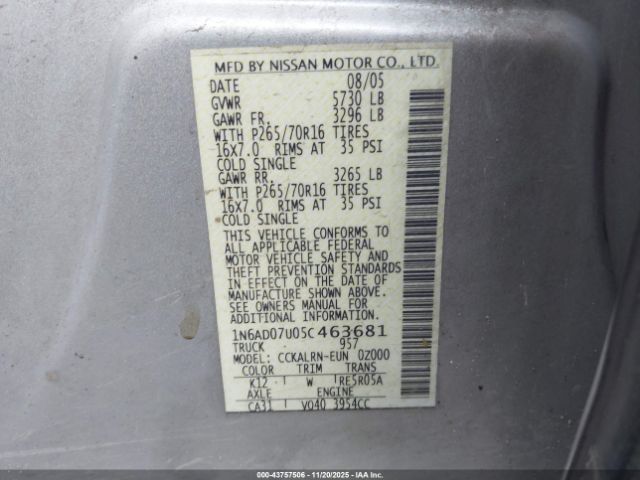 MFD BY NISSAN MOTOR CO., LTD.
DATE 08/05
GVWR 5730 LB
GAWR FR. 3296 LB
WITH P265/70R16 TIRES
16X7.0 RIMS AT 35 PSI
COLD SINGLE
GAWR RR. 3265 LB
WITH P265/70R16 TIRES
16X7.0 RIMS AT 35 PSI
COLD SINGLE
THIS VEHICLE CONFORMS TO
ALL APPLICABLE FEDERAL
MOTOR VEHICLE SAFETY AND
THEFT PREVENTION STANDARDS
IN EFFECT ON THE DATE OF
MANUFACTURE SHOWN ABOVE.
SEE OWNERS MANUAL FOR
ADDITIONAL INFORMATION.
1N6AD07U05C463681
TRUCK 957
MODEL: CCKALRN-EUN 0Z000
COLOR TRIM TRANS
K12 W RE5R05A
AXLE ENGINE
CA31 VQ40 3954CC
000-43757506 - 11/20/2025 - IAAI.COM